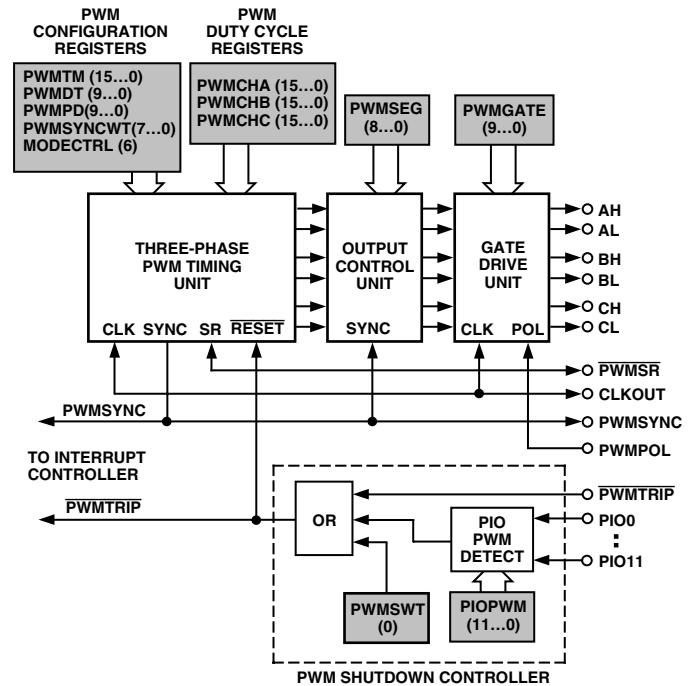 PWM
CONFIGURATION
REGISTERS
PWM
DUTY CYCLE
REGISTERS
PWMTM (15...0)
PWMDT (9...0)
PWMPD(9...0)
PWMSYNCWT(7...0)
MODECTRL (6)
PWMCHA (15...0)
PWMCHB (15...0)
PWMCHC (15...0)
PWMSEG
(8...0)
PWMGATE
(9...0)
THREE-PHASE
PWM TIMING
UNIT
CLK SYNC SR RESET
OUTPUT
CONTROL
UNIT
SYNC
GATE
DRIVE
UNIT
CLK POL
AH
AL
BH
BL
CH
CL
PWMSR
CLKOUT
PWMSYNC
PWMSYNC
PWMPOL
TO INTERRUPT
CONTROLLER
PWMTRIP
PWMTRIP
OR
PIO
PWM
DETECT
PIO0
:
PIO11
PWMSWT
(0)
PIOPWM
(11...0)
PWM SHUTDOWN CONTROLLER